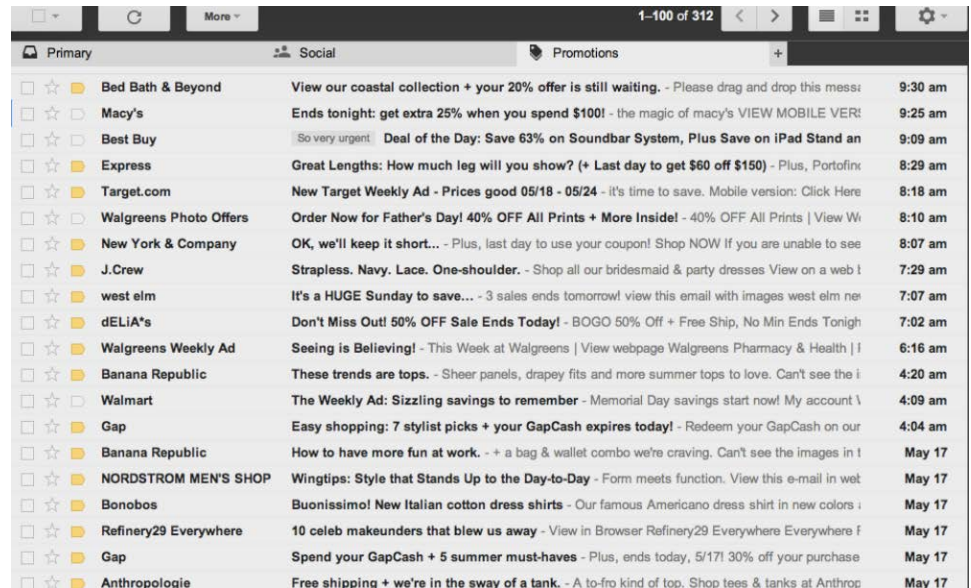 More 1–100 of 312
Primary Social Promotions +
Bed Bath & Beyond View our coastal collection + your 20% offer is still waiting. - Please drag and drop this messa 9:30 am
Macy's Ends tonight: get extra 25% when you spend $100! - the magic of macy's VIEW MOBILE VERS 9:25 am
Best Buy So very urgent Deal of the Day: Save 63% on Soundbar System, Plus Save on iPad Stand an 9:09 am
Express Great Lengths: How much leg will you show? (+ Last day to get $60 off $150) - Plus, Portofino 8:29 am
Target.com New Target Weekly Ad - Prices good 05/18 - 05/24 - it's time to save. Mobile version: Click Here 8:18 am
Walgreens Photo Offers Order Now for Father's Day! 40% OFF All Prints + More Inside! - 40% OFF All Prints | View We 8:10 am
New York & Company OK, we'll keep it short... - Plus, last day to use your coupon! Shop NOW If you are unable to see 8:07 am
J.Crew Strapless. Navy. Lace. One-shoulder. - Shop all our bridesmaid & party dresses View on a web b 7:29 am
west elm It's a HUGE Sunday to save... - 3 sales ends tomorrow! view this email with images west elm new 7:07 am
dELiA*s Don't Miss Out! 50% OFF Sale Ends Today! - BOGO 50% Off + Free Ship, No Min Ends Tonigh 7:02 am
Walgreens Weekly Ad Seeing is Believing! - This Week at Walgreens | View webpage Walgreens Pharmacy & Health | 6:16 am
Banana Republic These trends are tops. - Sheer panels, drapey fits and more summer tops to love. Can't see the 4:20 am
Walmart The Weekly Ad: Sizzling savings to remember - Memorial Day savings start now! My account 4:09 am
Gap Easy shopping: 7 stylist picks + your GapCash expires today! - Redeem your GapCash on our 4:04 am
Banana Republic How to have more fun at work. - + a bag & wallet combo we're craving. Can't see the images in May 17
NORDSTROM MEN'S SHOP Wingtips: Style that Stands Up to the Day-to-Day - Form meets function. View this e-mail in web May 17
Bonobos Buonissimo! New Italian cotton dress shirts - Our famous Americano dress shirt in new colors May 17
Refinery29 Everywhere 10 celeb makeunders that blew us away - View in Browser Refinery29 Everywhere Everywhere May 17
Gap Spend your GapCash + 5 summer must-haves - Plus, ends today, 5/17! 30% off your purchase May 17
Anthropologie Free shipping + we're in the sway of a tank. - A to-fro kind of top. Shop tees & tanks at Anthrop May 17